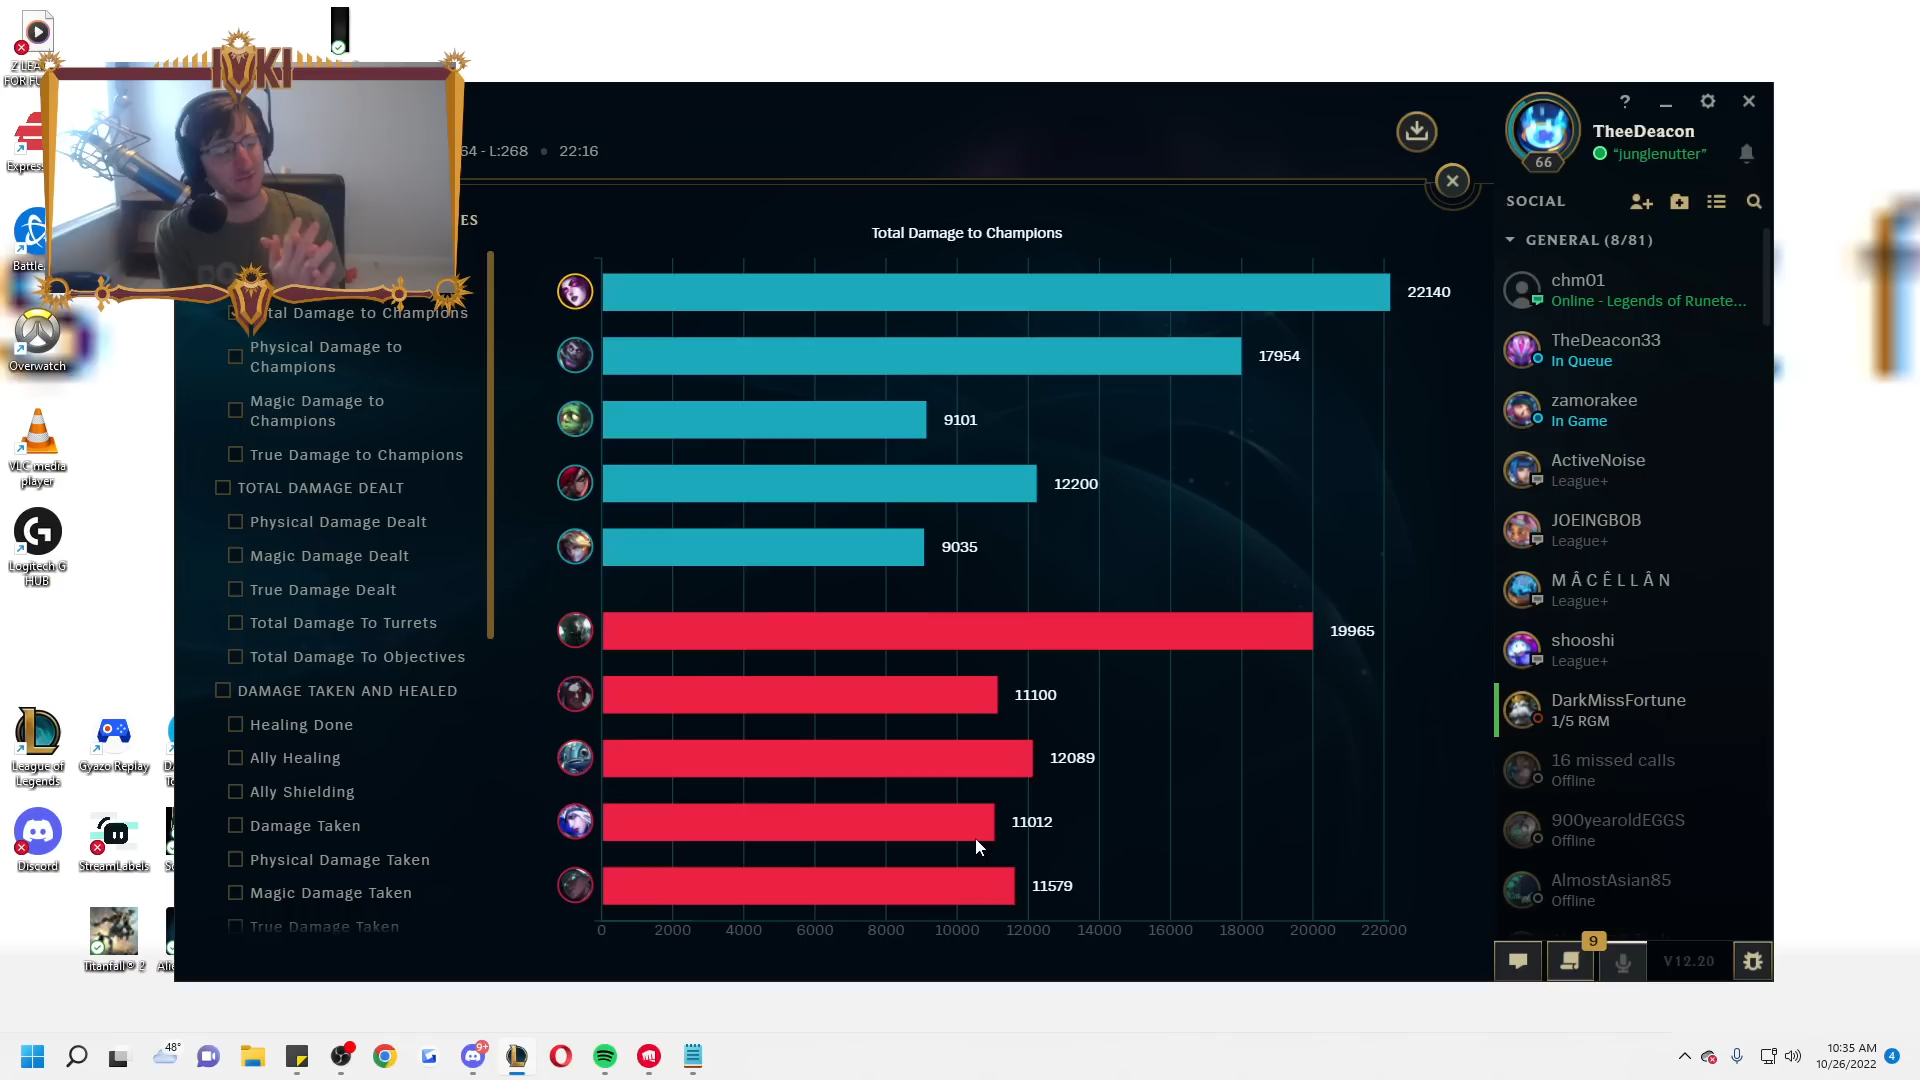 Z LEA
FOR FU
IVKI
Express
Battle.
Overwatch
VLC media
player
Logitech G
HUB
League of
Legends
Gyazo Replay
Discord
StreamLabels
Titanfall® 2
64 - L:268 • 22:16
ES
Total Damage to Champions
Physical Damage to
Champions
Magic Damage to
Champions
True Damage to Champions
TOTAL DAMAGE DEALT
Physical Damage Dealt
Magic Damage Dealt
True Damage Dealt
Total Damage To Turrets
Total Damage To Objectives
DAMAGE TAKEN AND HEALED
Healing Done
Ally Healing
Ally Shielding
Damage Taken
Physical Damage Taken
Magic Damage Taken
True Damage Taken
Total Damage to Champions
22140
17954
9101
12200
9035
19965
11100
12089
11012
11579
0 2000 4000 6000 8000 10000 12000 14000 16000 18000 20000 22000
?
66
TheeDeacon
“junglenutter”
SOCIAL
GENERAL (8/81)
chm01
Online - Legends of Runete...
TheDeacon33
In Queue
zamorakee
In Game
ActiveNoise
League+
JOEINGBOB
League+
M Â C Ê L L Â N
League+
shooshi
League+
DarkMissFortune
1/5 RGM
16 missed calls
Offline
900yearoldEGGS
Offline
AlmostAsian85
Offline
9
V12.20
48°
9+
10:35 AM
10/26/2022
4